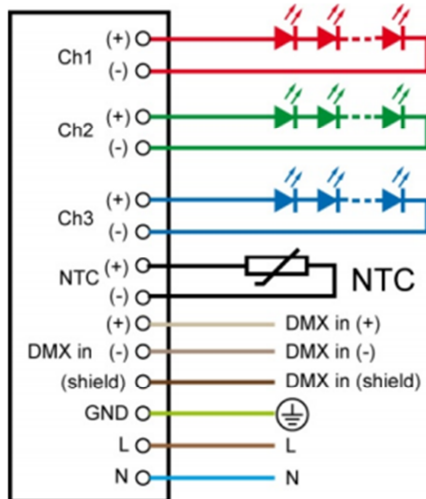 Ch1 (+)
(-)
Ch2 (+)
(-)
Ch3 (+)
(-)
NTC (+)
(-)
NTC
(+) DMX in (+)
DMX in (-) DMX in (-)
(shield) DMX in (shield)
GND
L L
N N